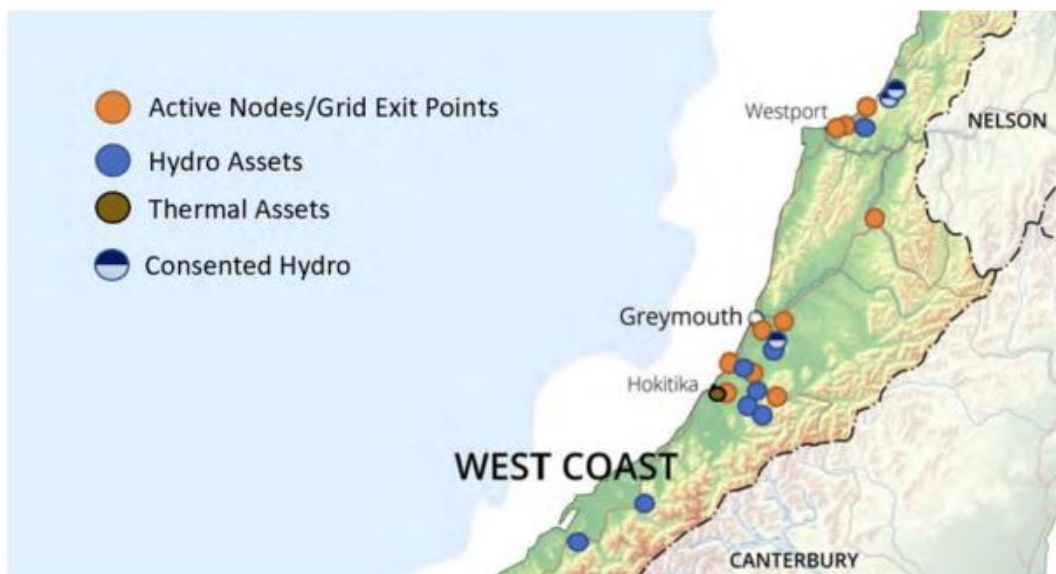 Active Nodes/Grid Exit Points
Hydro Assets
Thermal Assets
Consented Hydro
Westport
NELSON
Greymouth
Hokitika
WEST COAST
CANTERBURY